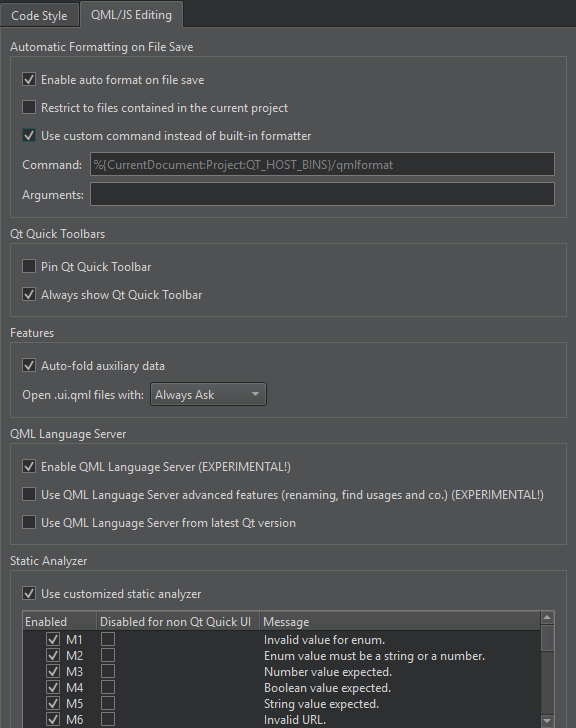 Code Style QML/JS Editing
Automatic Formatting on File Save
Enable auto format on file save
Restrict to files contained in the current project
Use custom command instead of built-in formatter
Command: %{CurrentDocument:Project:QT_HOST_BINS}/qmlformat
Arguments:
Qt Quick Toolbars
Pin Qt Quick Toolbar
Always show Qt Quick Toolbar
Features
Auto-fold auxiliary data
Open .ui.qml files with: Always Ask
QML Language Server
Enable QML Language Server (EXPERIMENTAL!)
Use QML Language Server advanced features (renaming, find usages and co.) (EXPERIMENTAL!)
Use QML Language Server from latest Qt version
Static Analyzer
Use customized static analyzer
Enabled Disabled for non Qt Quick UI Message
M1 Invalid value for enum.
M2 Enum value must be a string or a number.
M3 Number value expected.
M4 Boolean value expected.
M5 String value expected.
M6 Invalid URL.